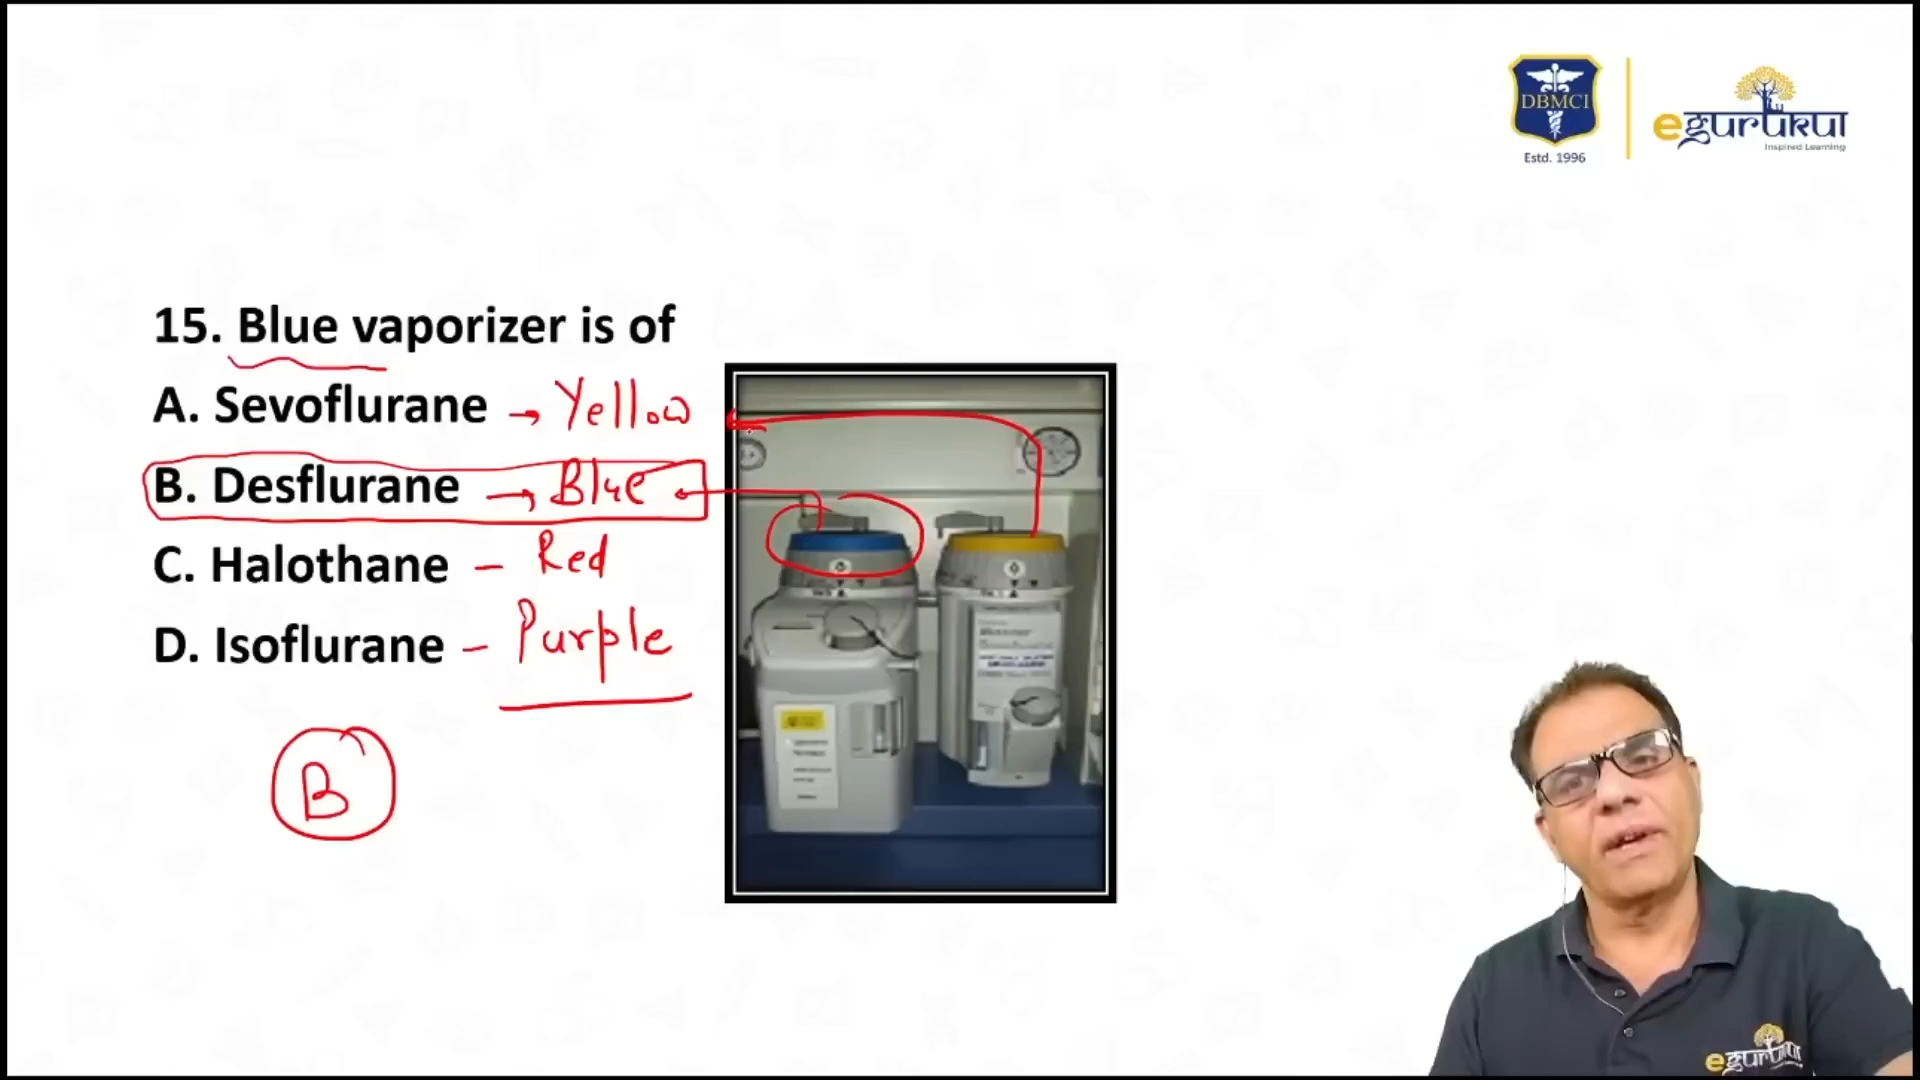 DBMCI
Estd. 1996
egurukul
Inspired Learning
15. Blue vaporizer is of
A. Sevoflurane → Yellow
B. Desflurane → Blue
C. Halothane – Red
D. Isoflurane – Purple
B
egurukul